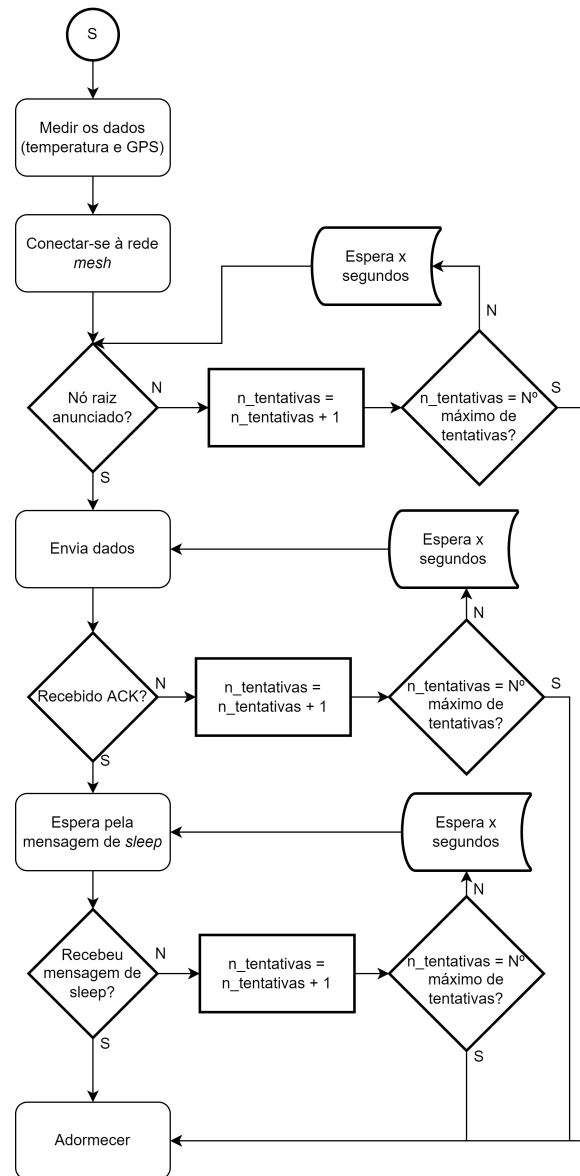 S
Medir os dados
(temperatura e GPS)
Conectar-se à rede
mesh
Espera x
segundos
N
Nó raiz
anunciado?
N
n_tentativas =
n_tentativas + 1
n_tentativas = Nº
máximo de
tentativas?
S
S
Envia dados
Espera x
segundos
N
Recebido ACK?
N
n_tentativas =
n_tentativas + 1
n_tentativas = Nº
máximo de
tentativas?
S
S
Espera pela
mensagem de sleep
Espera x
segundos
N
Recebeu
mensagem de
sleep?
N
n_tentativas =
n_tentativas + 1
n_tentativas = Nº
máximo de
tentativas?
S
S
Adormecer